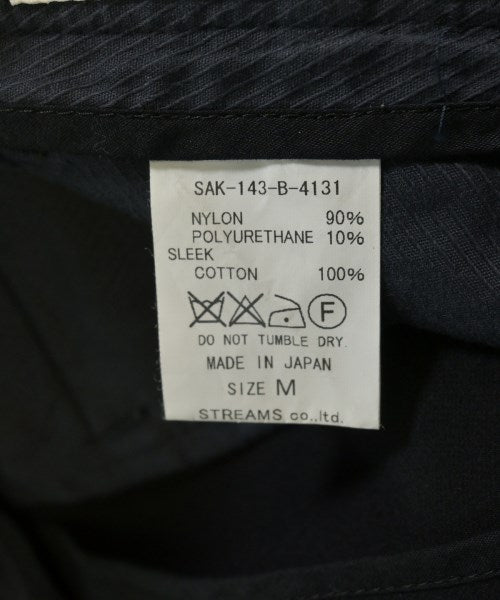 SAK-143-B-4131
NYLON 90%
POLYURETHANE 10%
SLEEK
COTTON 100%
F
DO NOT TUMBLE DRY.
MADE IN JAPAN
SIZE M
STREAMS co.,ltd.